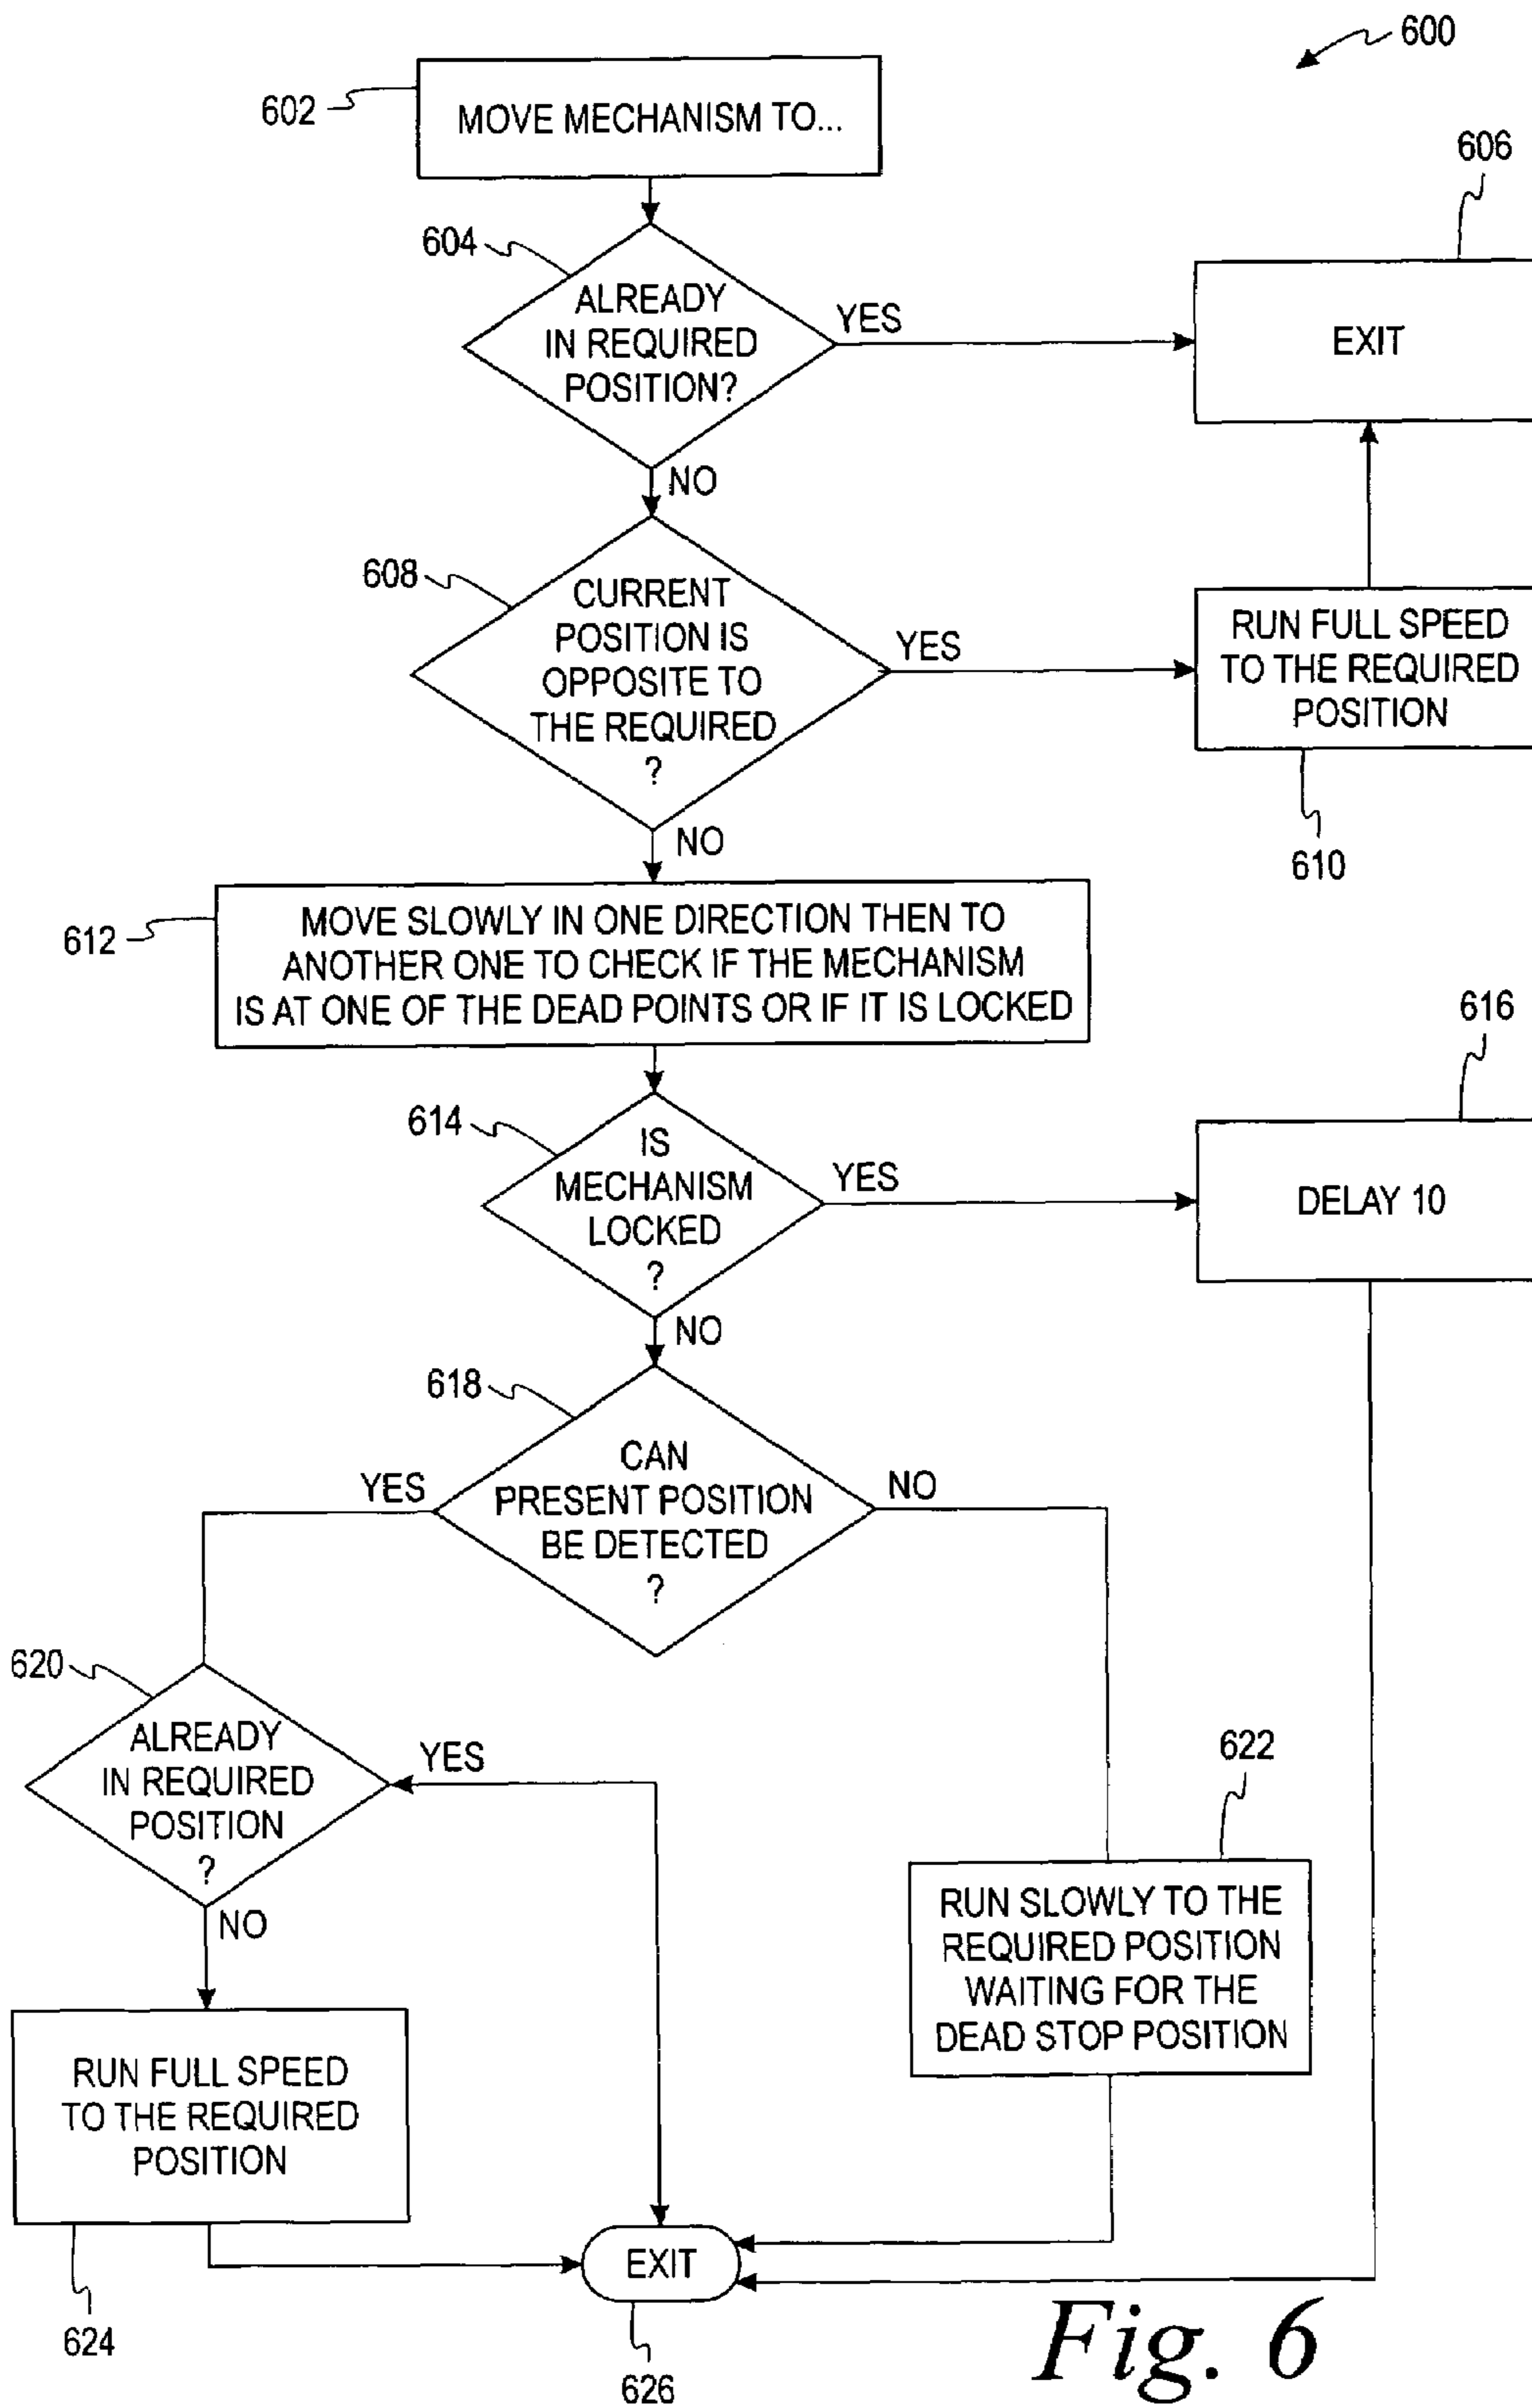 600
602
MOVE MECHANISM TO...
606
604
ALREADY
IN REQUIRED
POSITION?
YES
EXIT
NO
608
CURRENT
POSITION IS
OPPOSITE TO
THE REQUIRED
?
YES
RUN FULL SPEED
TO THE REQUIRED
POSITION
610
NO
612
MOVE SLOWLY IN ONE DIRECTION THEN TO
ANOTHER ONE TO CHECK IF THE MECHANISM
IS AT ONE OF THE DEAD POINTS OR IF IT IS LOCKED
616
614
IS
MECHANISM
LOCKED
?
YES
DELAY 10
NO
618
CAN
PRESENT POSITION
BE DETECTED
?
YES
NO
620
ALREADY
IN REQUIRED
POSITION
?
YES
622
NO
RUN SLOWLY TO THE
REQUIRED POSITION
WAITING FOR THE
DEAD STOP POSITION
RUN FULL SPEED
TO THE REQUIRED
POSITION
EXIT
624
626
Fig. 6